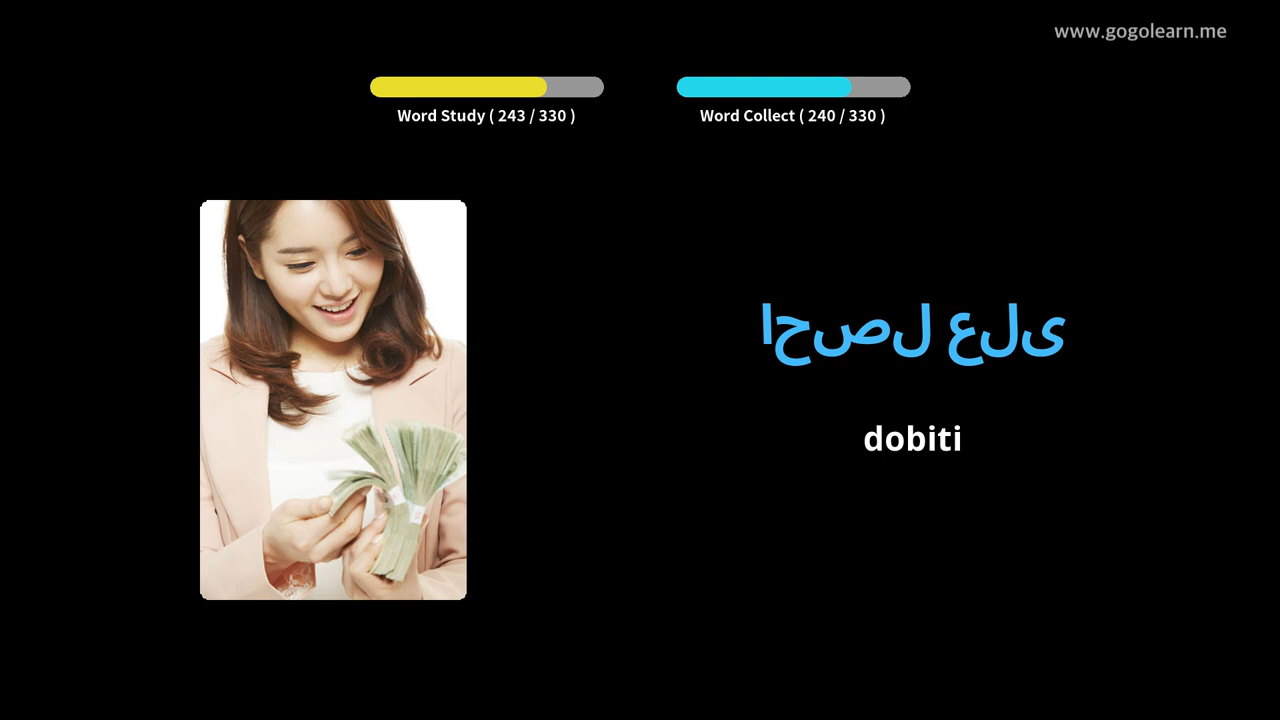 www.gogolearn.me
Word Study ( 243 / 330 )
Word Collect ( 240 / 330 )
احصل على
dobiti